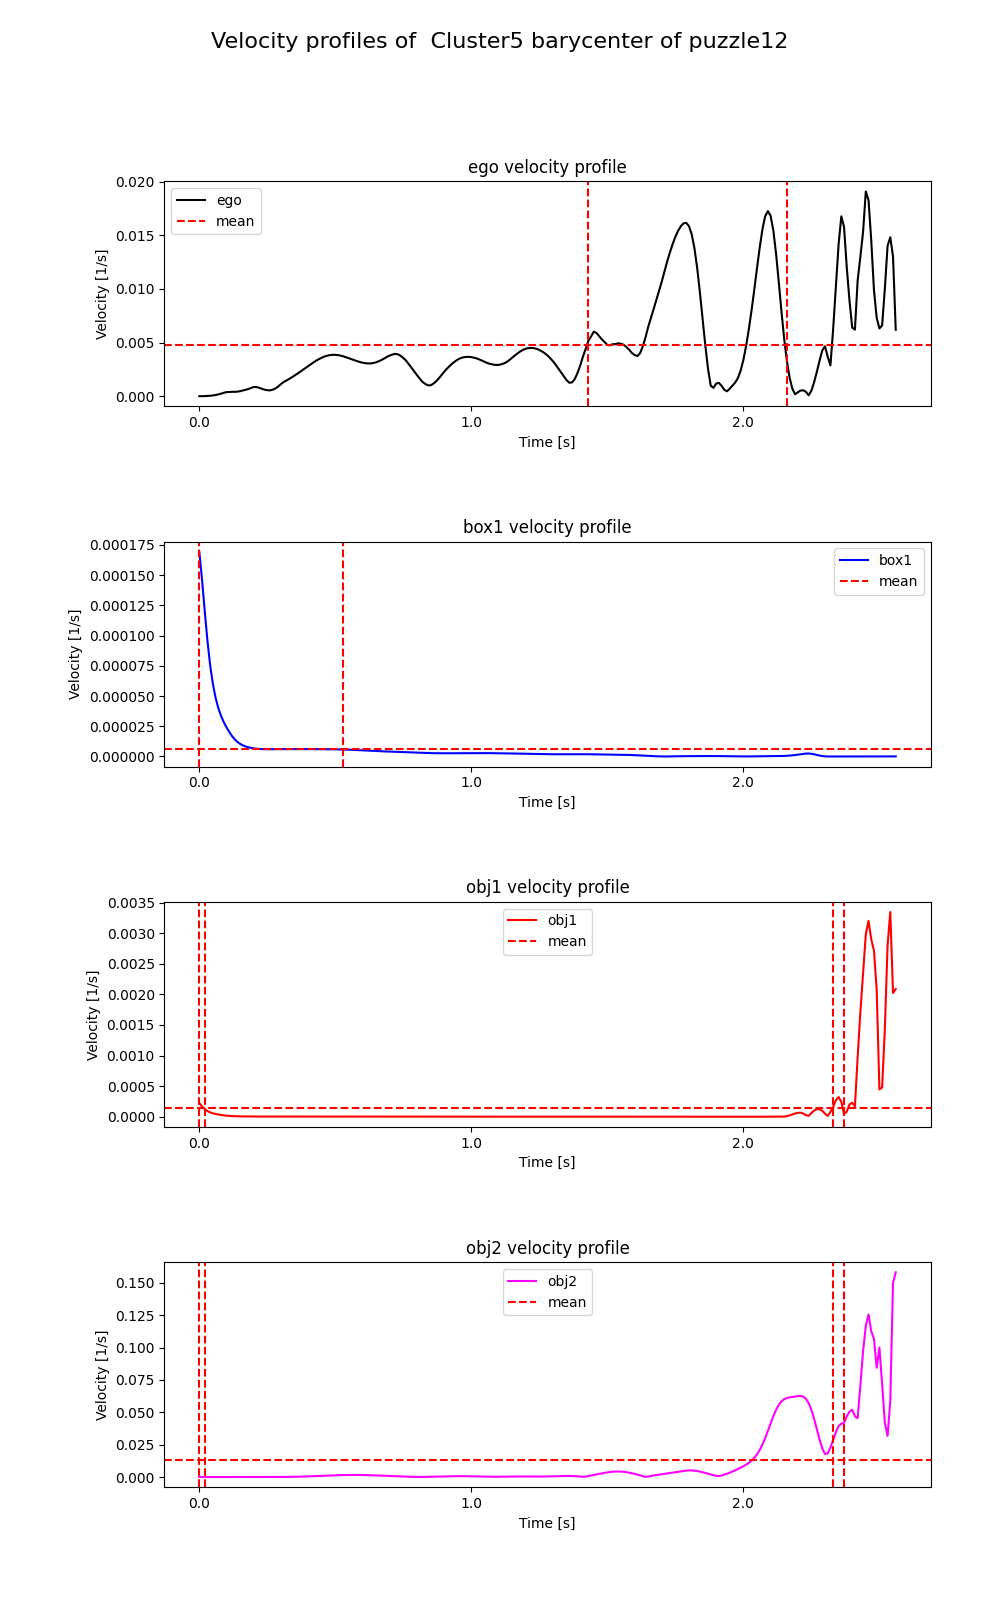 Velocity profiles of  Cluster5 barycenter of puzzle12
ego velocity profile
ego
mean
Velocity [1/s]
0.020
0.015
0.010
0.005
0.000
0.0 1.0 2.0
Time [s]
box1 velocity profile
box1
mean
Velocity [1/s]
0.000175
0.000150
0.000125
0.000100
0.000075
0.000050
0.000025
0.000000
0.0 1.0 2.0
Time [s]
obj1 velocity profile
obj1
mean
Velocity [1/s]
0.0035
0.0030
0.0025
0.0020
0.0015
0.0010
0.0005
0.0000
0.0 1.0 2.0
Time [s]
obj2 velocity profile
obj2
mean
Velocity [1/s]
0.150
0.125
0.100
0.075
0.050
0.025
0.000
0.0 1.0 2.0
Time [s]